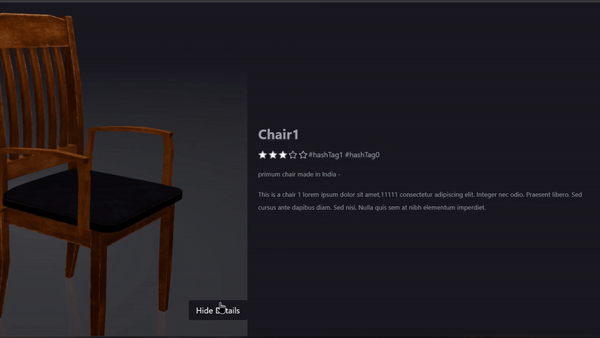 Chair1
#hashTag1 #hashTag0
primum chair made in India -
This is a chair 1 lorem ipsum dolor sit amet,11111 consectetur adipiscing elit. Integer nec odio. Praesent libero. Sed
cursus ante dapibus diam. Sed nisi. Nulla quis sem at nibh elementum imperdiet.
Hide Details